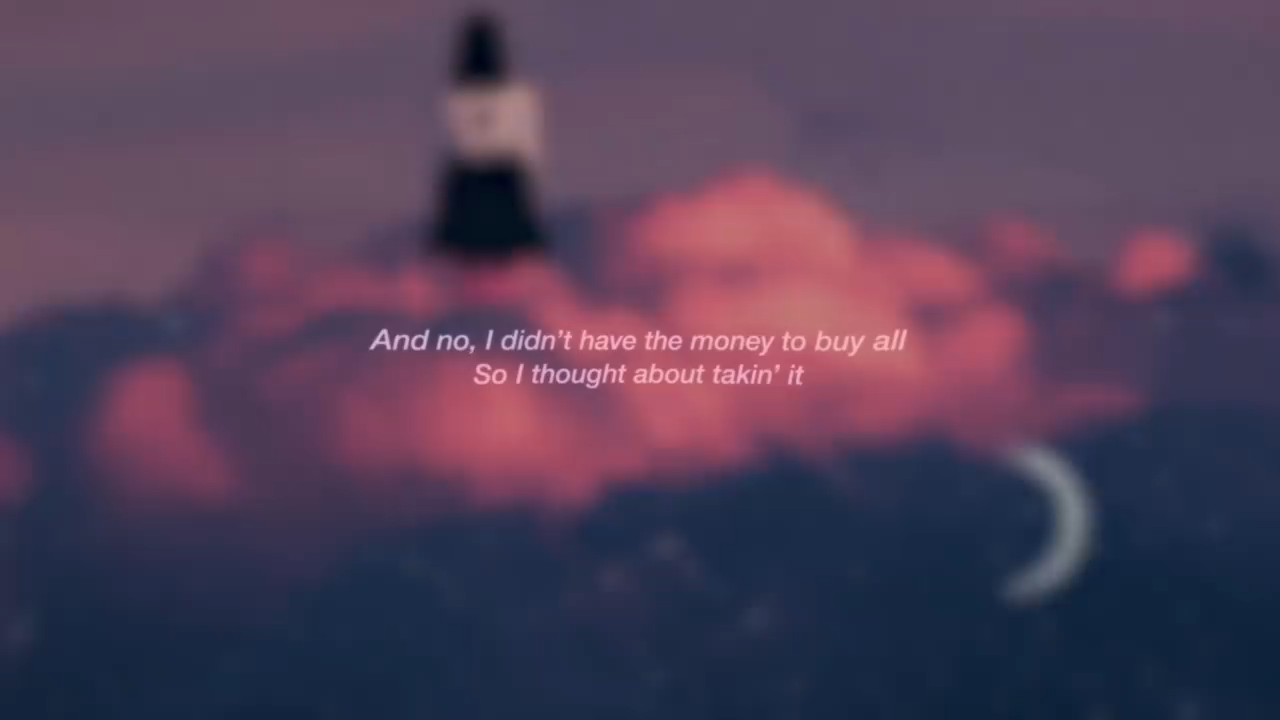 And no, I didn’t have the money to buy all
So I thought about takin’ it